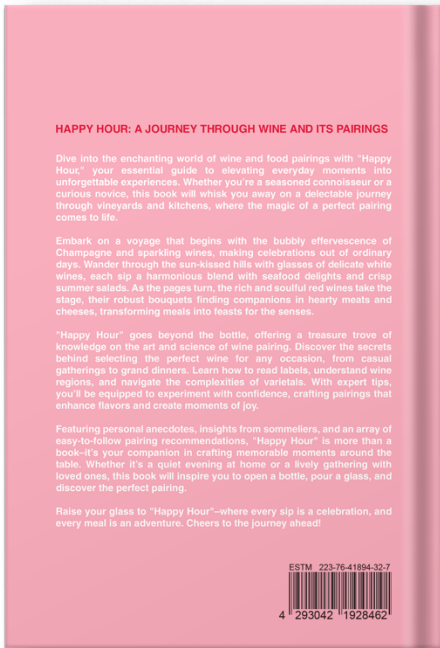 HAPPY HOUR: A JOURNEY THROUGH WINE AND ITS PAIRINGS
Dive into the enchanting world of wine and food pairings with "Happy
Hour," your essential guide to elevating everyday moments into
unforgettable experiences. Whether you're a seasoned connoisseur or a
curious novice, this book will whisk you away on a delectable journey
through vineyards and kitchens, where the magic of a perfect pairing
comes to life.
Embark on a voyage that begins with the bubbly effervescence of
Champagne and sparkling wines, making celebrations out of ordinary
days. Wander through the sun-kissed hills with glasses of delicate white
wines, each sip a harmonious blend with seafood delights and crisp
summer salads. As the pages turn, the rich and soulful red wines take the
stage, their robust bouquets finding companions in hearty meats and
cheeses, transforming meals into feasts for the senses.
"Happy Hour" goes beyond the bottle, offering a treasure trove of
knowledge on the art and science of wine pairing. Discover the secrets
behind selecting the perfect wine for any occasion, from casual
gatherings to grand dinners. Learn how to read labels, understand wine
regions, and navigate the complexities of varietals. With expert tips,
you'll be equipped to experiment with confidence, crafting pairings that
enhance flavors and create moments of joy.
Featuring personal anecdotes, insights from sommeliers, and an array of
easy-to-follow pairing recommendations, "Happy Hour" is more than a
book–it's your companion in crafting memorable moments around the
table. Whether it's a quiet evening at home or a lively gathering with
loved ones, this book will inspire you to open a bottle, pour a glass, and
discover the perfect pairing.
Raise your glass to "Happy Hour"–where every sip is a celebration, and
every meal is an adventure. Cheers to the journey ahead!
ESTM 223-76-41894-32-7
4 293042 1928462